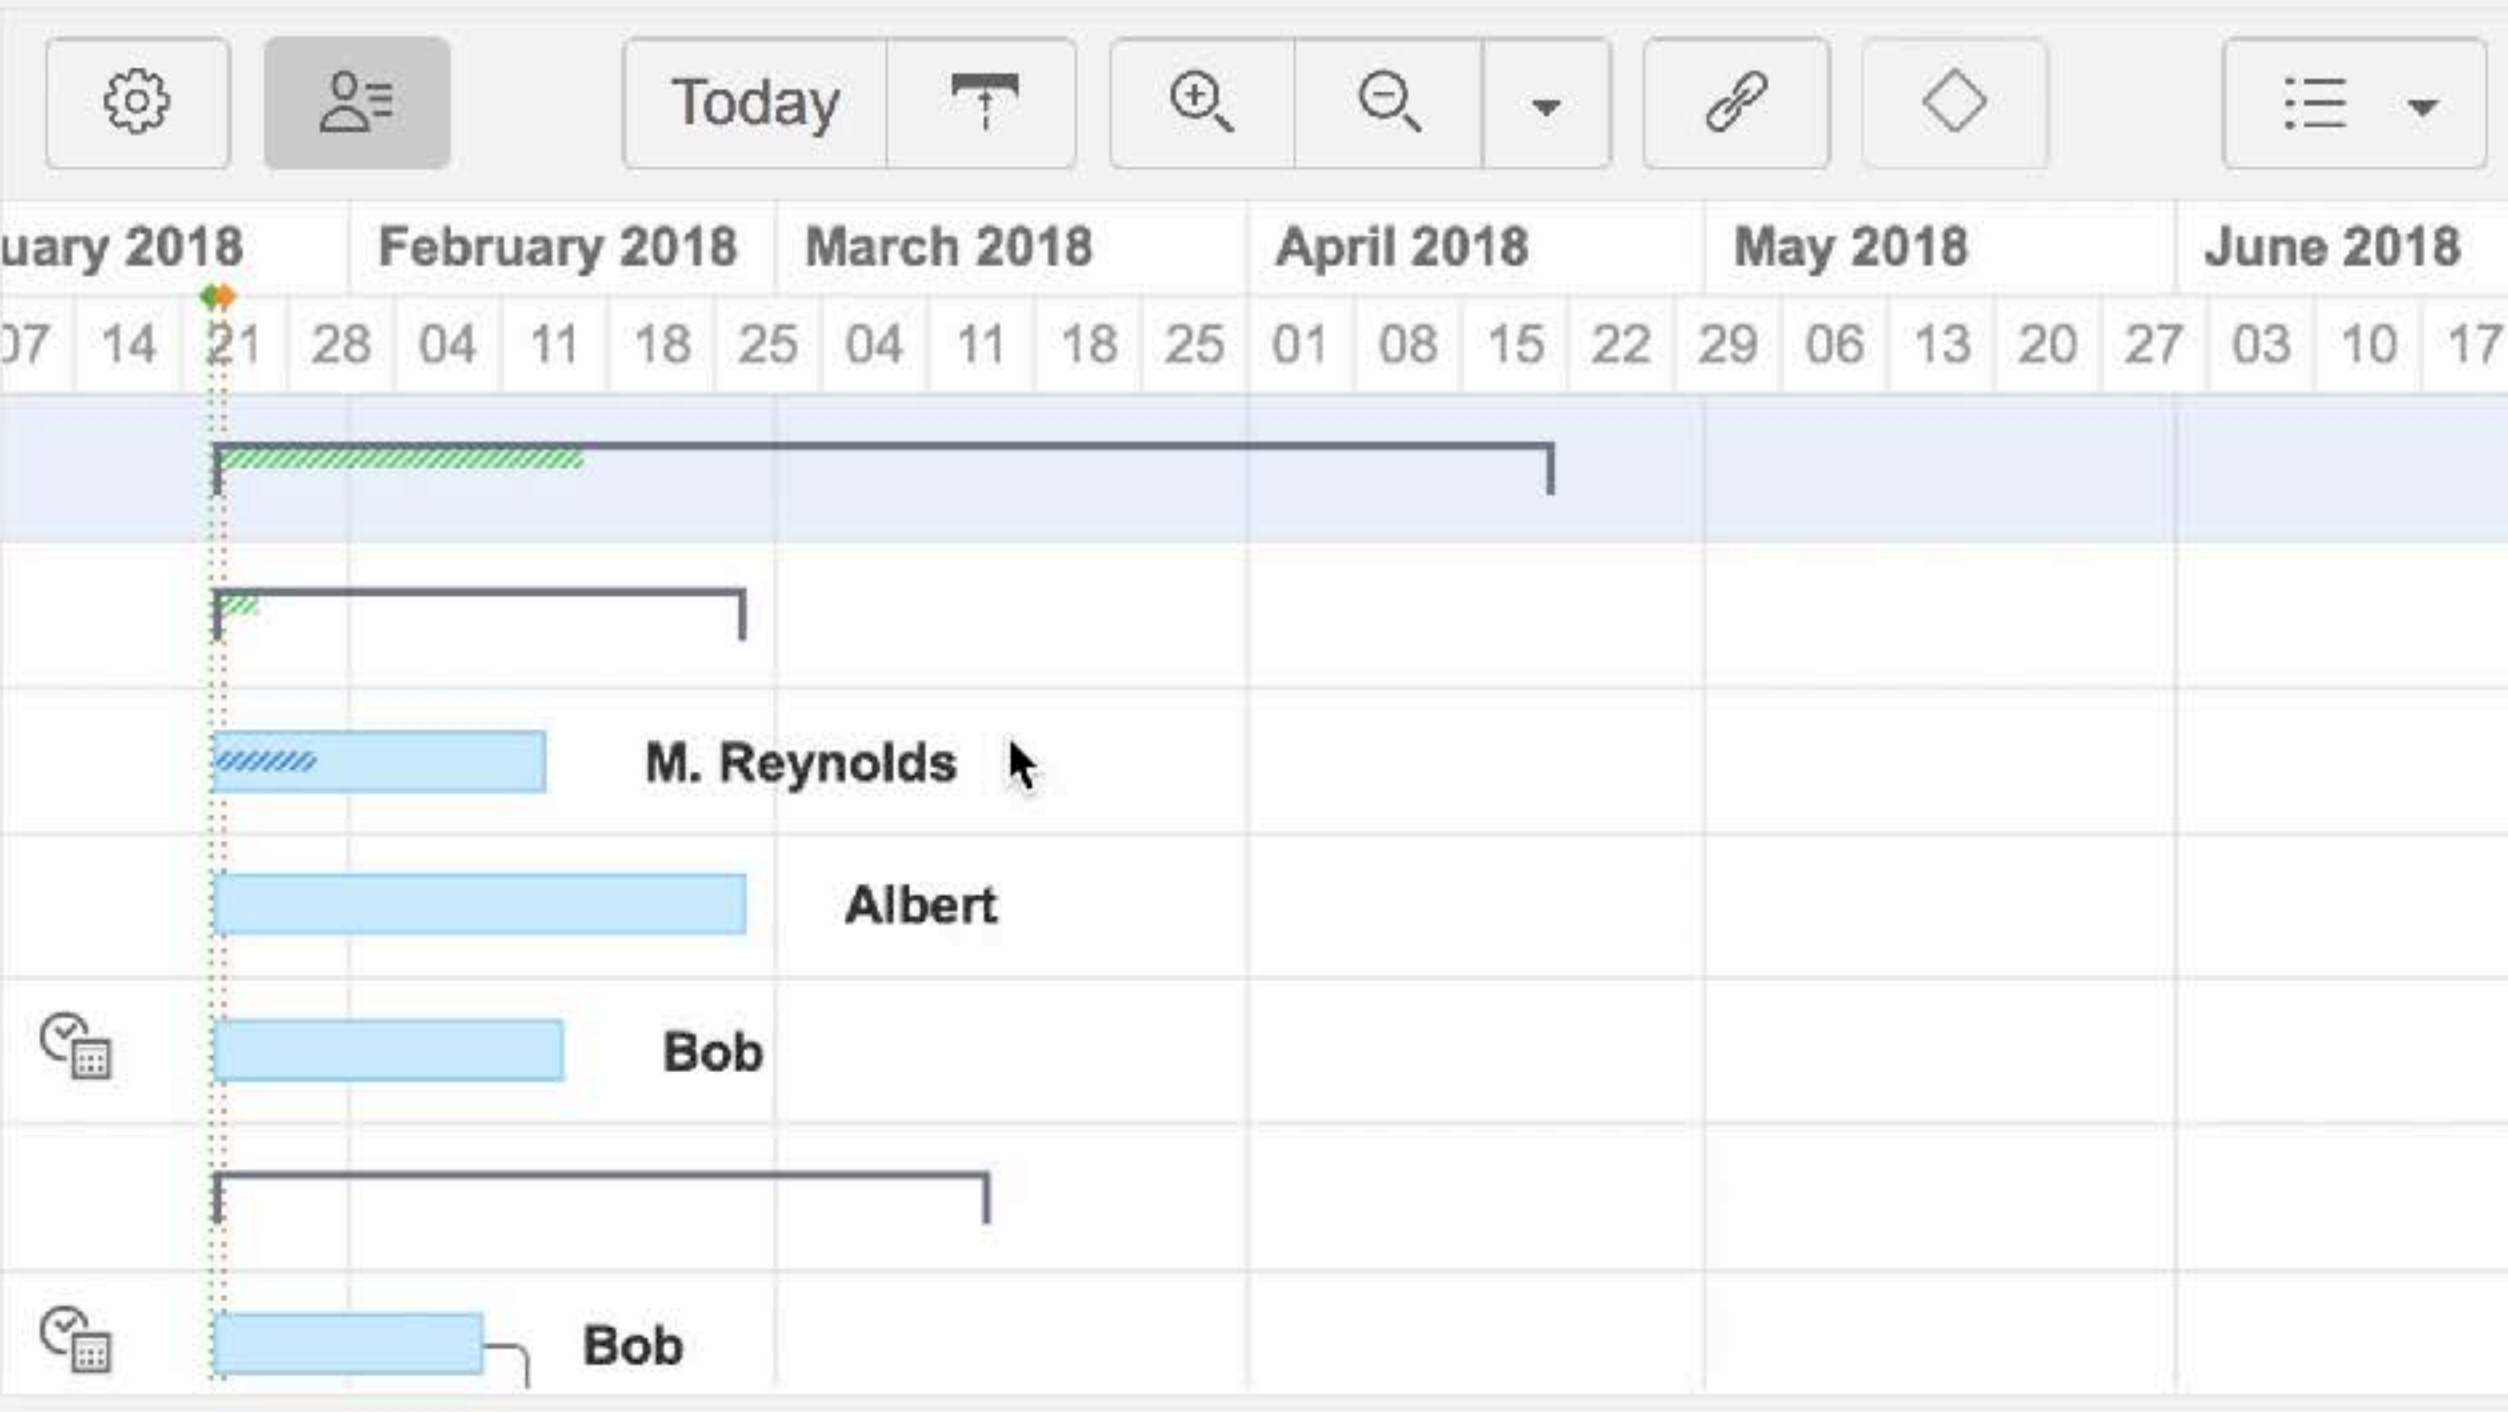 Today
uary 2018 February 2018 March 2018 April 2018 May 2018 June 2018
07 14 21 28 04 11 18 25 04 11 18 25 01 08 15 22 29 06 13 20 27 03 10 17
M. Reynolds
Albert
Bob
Bob